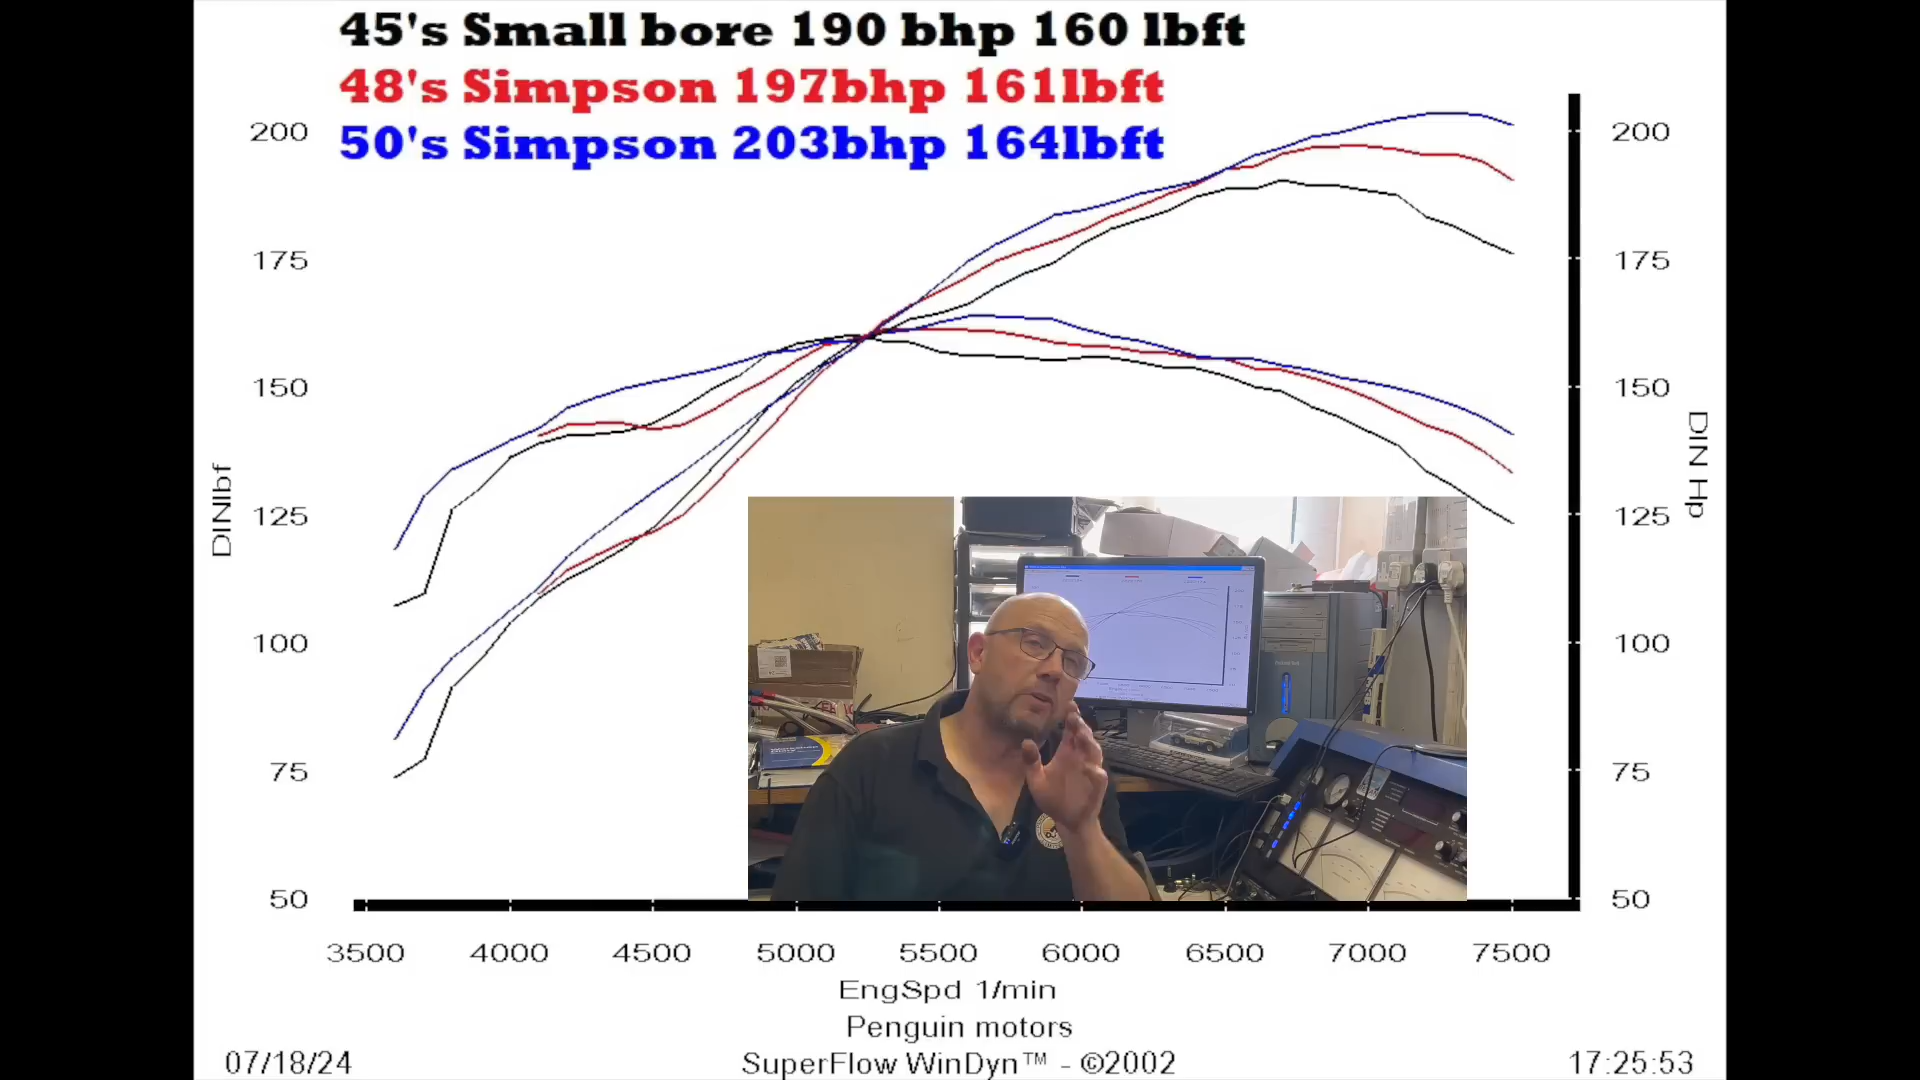 45's Small bore 190 bhp 160 lbft
48's Simpson 197bhp 161lbft
50's Simpson 203bhp 164lbft
200
175
150
125
100
75
50
DINlbf
200
175
150
125
100
75
50
DIN Hp
3500 4000 4500 5000 5500 6000 6500 7000 7500
EngSpd 1/min
Penguin motors
07/18/24 SuperFlow WinDyn™ - ©2002 17:25:53